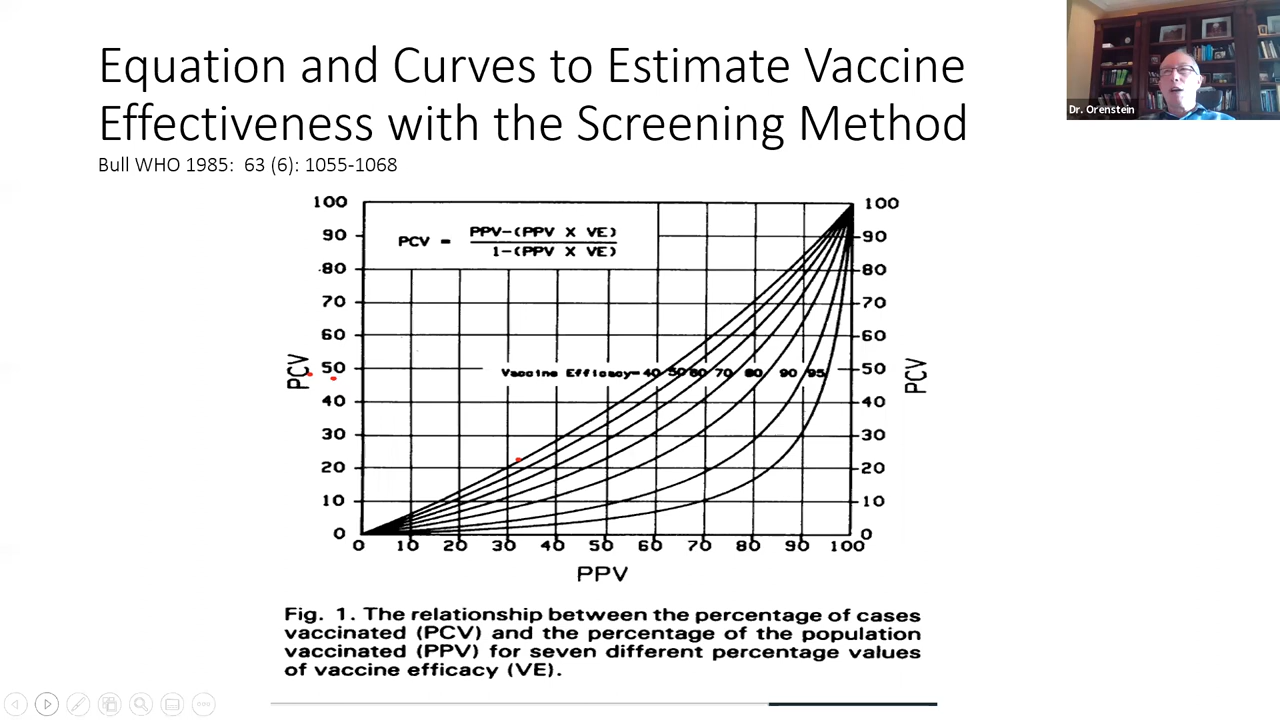 Equation and Curves to Estimate Vaccine
Effectiveness with the Screening Method
Bull WHO 1985:  63 (6): 1055-1068
Dr. Orenstein
PCV = PPV-(PPV X VE)
1-(PPV X VE)
100 100
90 90
80 80
70 70
60 60
Vaccine Efficacy= 40 50 60 70 80 90 95
50 50
PCV PCV
40 40
30 30
20 20
10 10
0 0
0 10 20 30 40 50 60 70 80 90 100
PPV
Fig. 1. The relationship between the percentage of cases
vaccinated (PCV) and the percentage of the population
vaccinated (PPV) for seven different percentage values
of vaccine efficacy (VE).